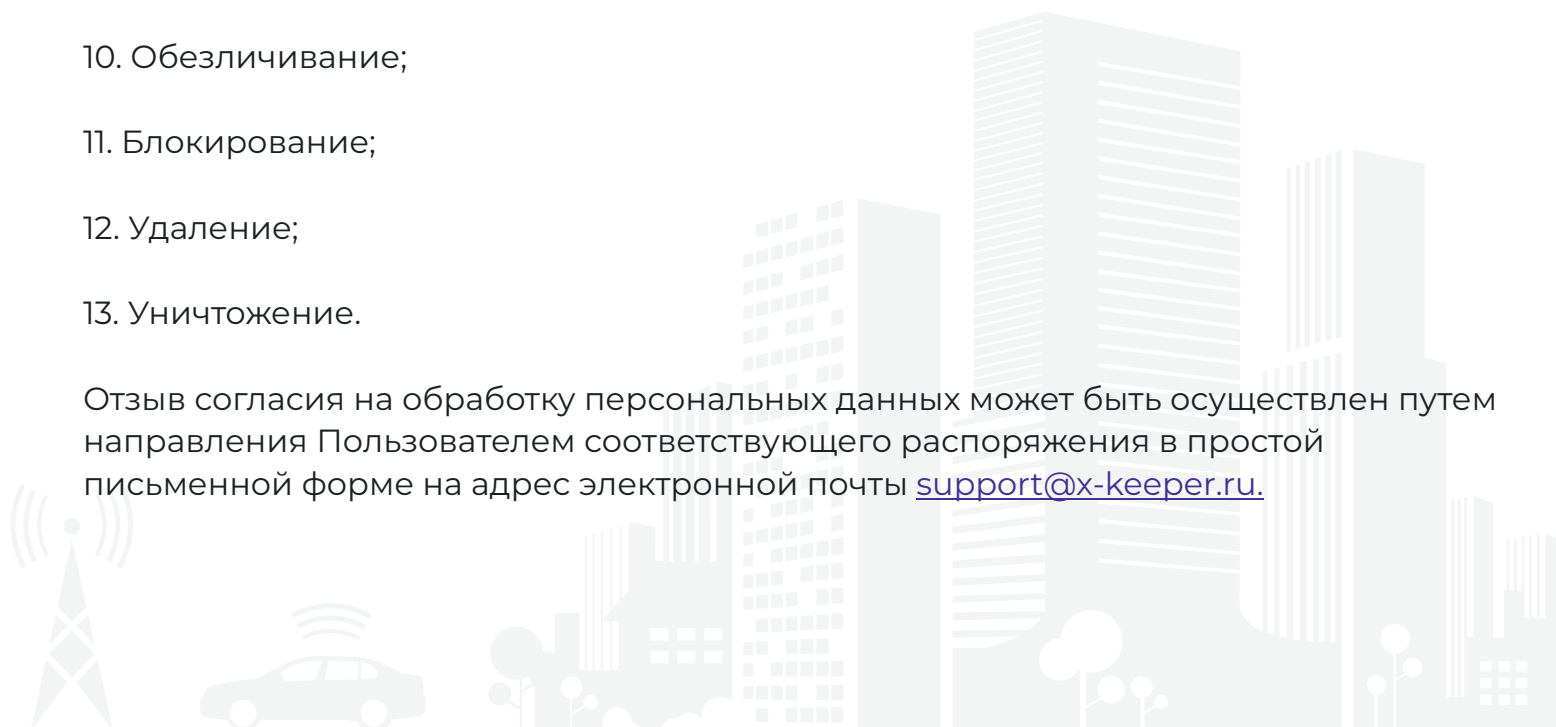 10. Обезличивание;
11. Блокирование;
12. Удаление;
13. Уничтожение.
Отзыв согласия на обработку персональных данных может быть осуществлен путем
направления Пользователем соответствующего распоряжения в простой
письменной форме на адрес электронной почты support@x-keeper.ru.